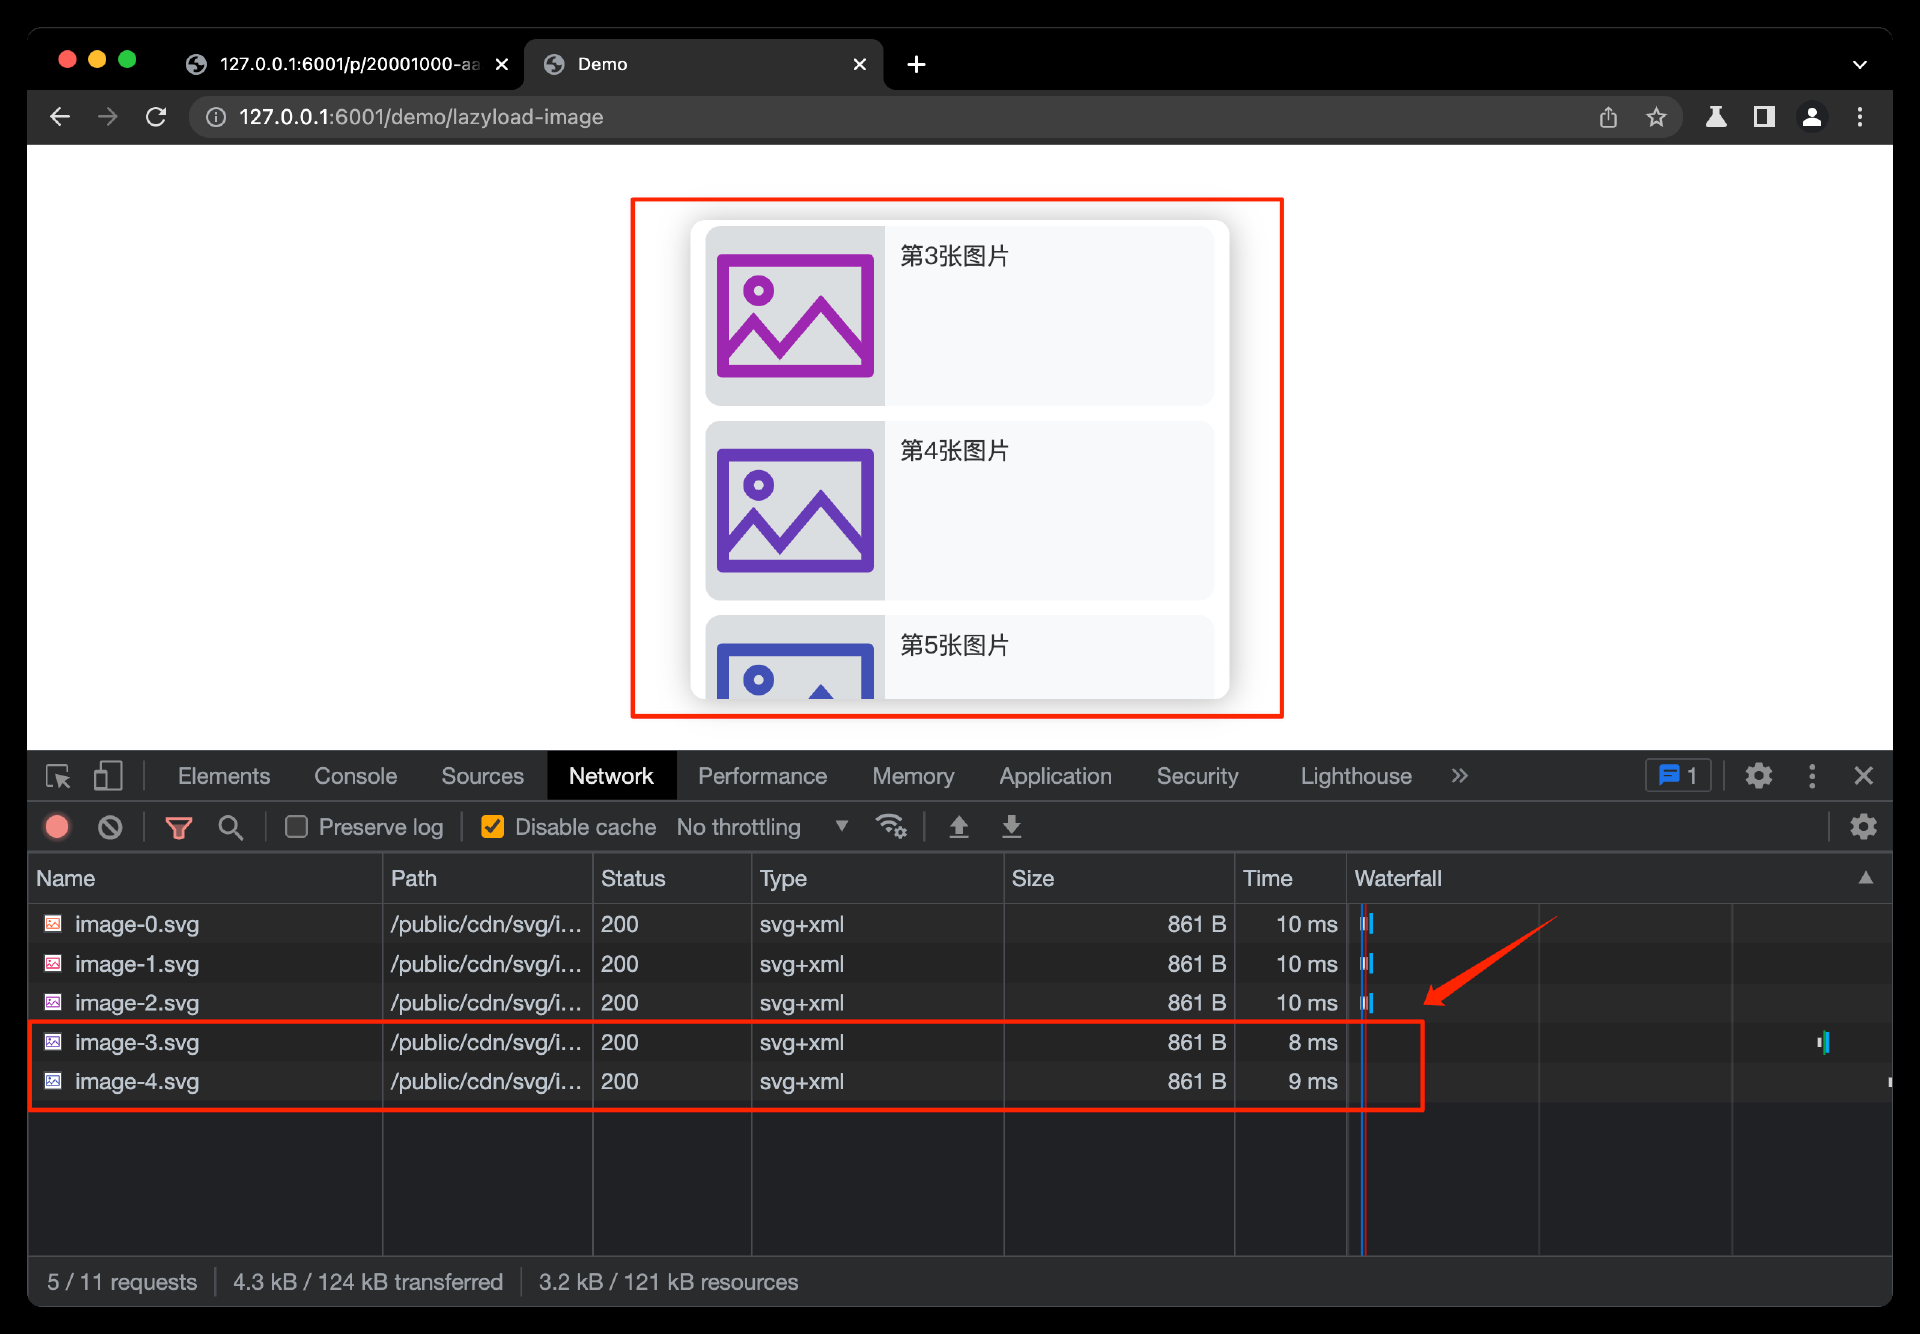 127.0.0.1:6001/p/20001000-aa
Demo
127.0.0.1:6001/demo/lazyload-image
第3张图片
第4张图片
第5张图片
Elements Console Sources Network Performance Memory Application Security Lighthouse 1
Preserve log Disable cache No throttling
Name Path Status Type Size Time Waterfall
image-0.svg /public/cdn/svg/i... 200 svg+xml 861 B 10 ms
image-1.svg /public/cdn/svg/i... 200 svg+xml 861 B 10 ms
image-2.svg /public/cdn/svg/i... 200 svg+xml 861 B 10 ms
image-3.svg /public/cdn/svg/i... 200 svg+xml 861 B 8 ms
image-4.svg /public/cdn/svg/i... 200 svg+xml 861 B 9 ms
5 / 11 requests 4.3 kB / 124 kB transferred 3.2 kB / 121 kB resources